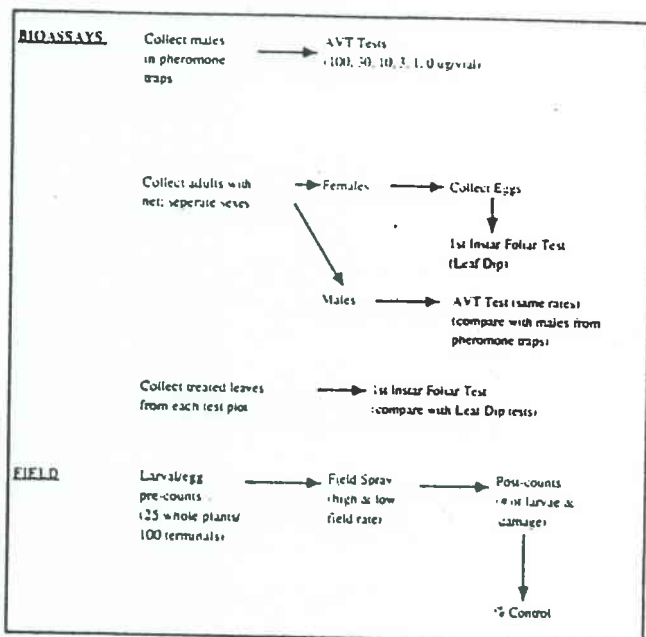 BIOASSAYS
Collect males
in pheromone
traps
AVT Tests
(100, 30, 10, 3, 1, 0 ug/vial)
Collect adults with
net; seperate sexes
Females
Collect Eggs
1st Instar Foliar Test
(Leaf Dip)
Males
AVT Test (same rates)
(compare with males from
pheromone traps)
Collect treated leaves
from each test plot
1st Instar Foliar Test
(compare with Leaf Dip tests)
FIELD
Larval/egg
pre-counts
(25 whole plants/
100 terminals)
Field Spray
(high & low
field rate)
Post-counts
(# of larvae &
damage)
% Control